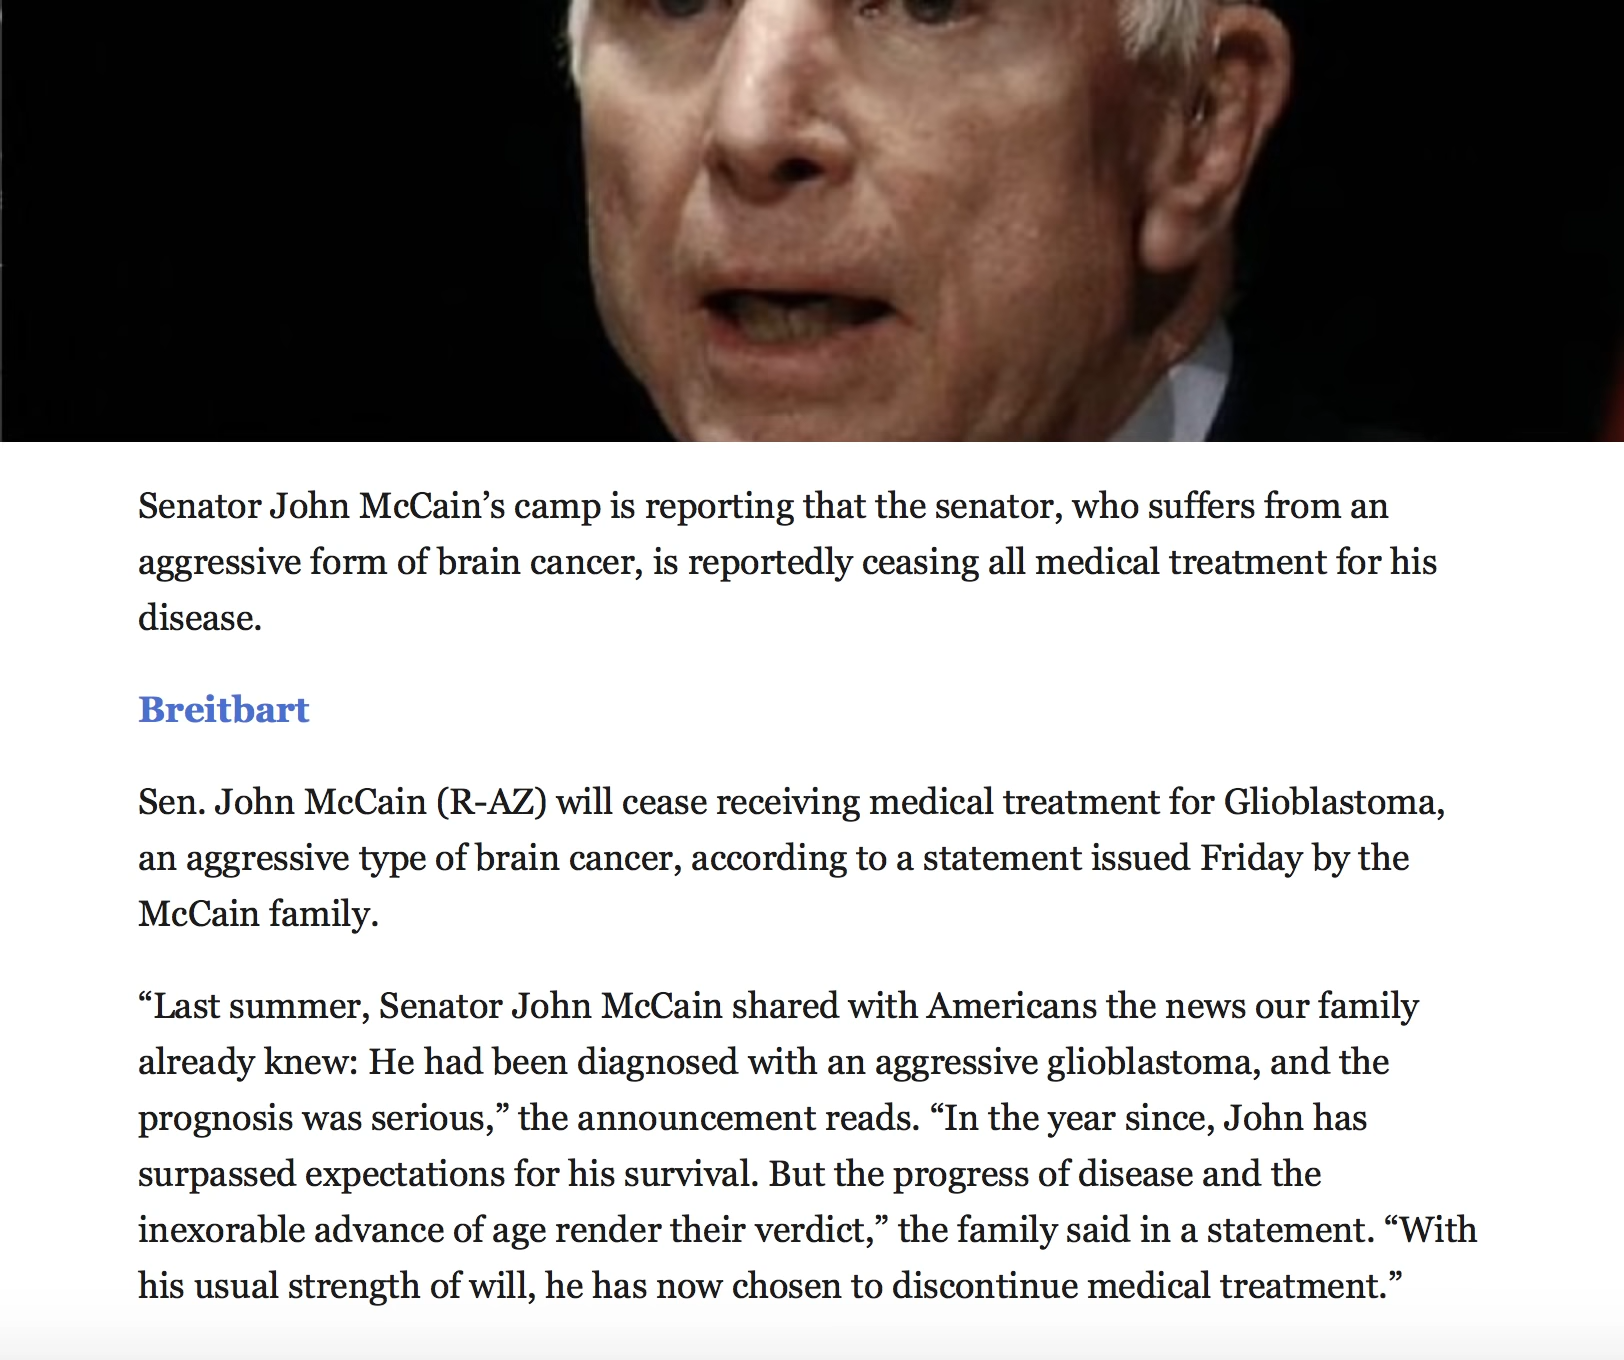 Senator John McCain’s camp is reporting that the senator, who suffers from an
aggressive form of brain cancer, is reportedly ceasing all medical treatment for his
disease.
Breitbart
Sen. John McCain (R-AZ) will cease receiving medical treatment for Glioblastoma,
an aggressive type of brain cancer, according to a statement issued Friday by the
McCain family.
“Last summer, Senator John McCain shared with Americans the news our family
already knew: He had been diagnosed with an aggressive glioblastoma, and the
prognosis was serious,” the announcement reads. “In the year since, John has
surpassed expectations for his survival. But the progress of disease and the
inexorable advance of age render their verdict,” the family said in a statement. “With
his usual strength of will, he has now chosen to discontinue medical treatment.”